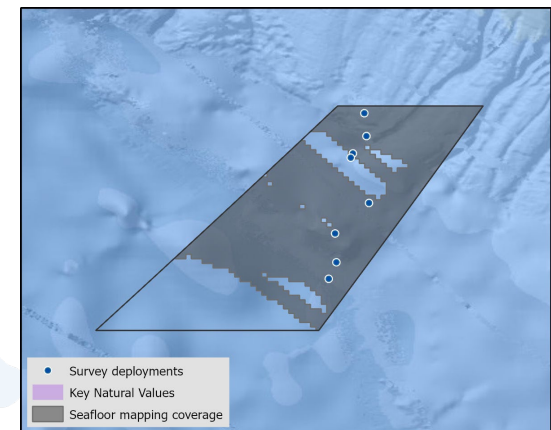 Survey deployments
Key Natural Values
Seafloor mapping coverage